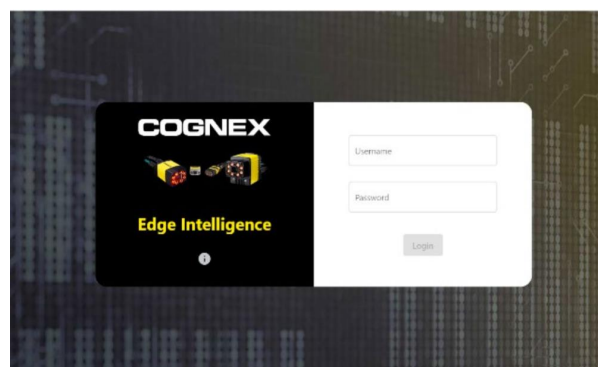 COGNEX
Edge Intelligence
Username
Password
Login